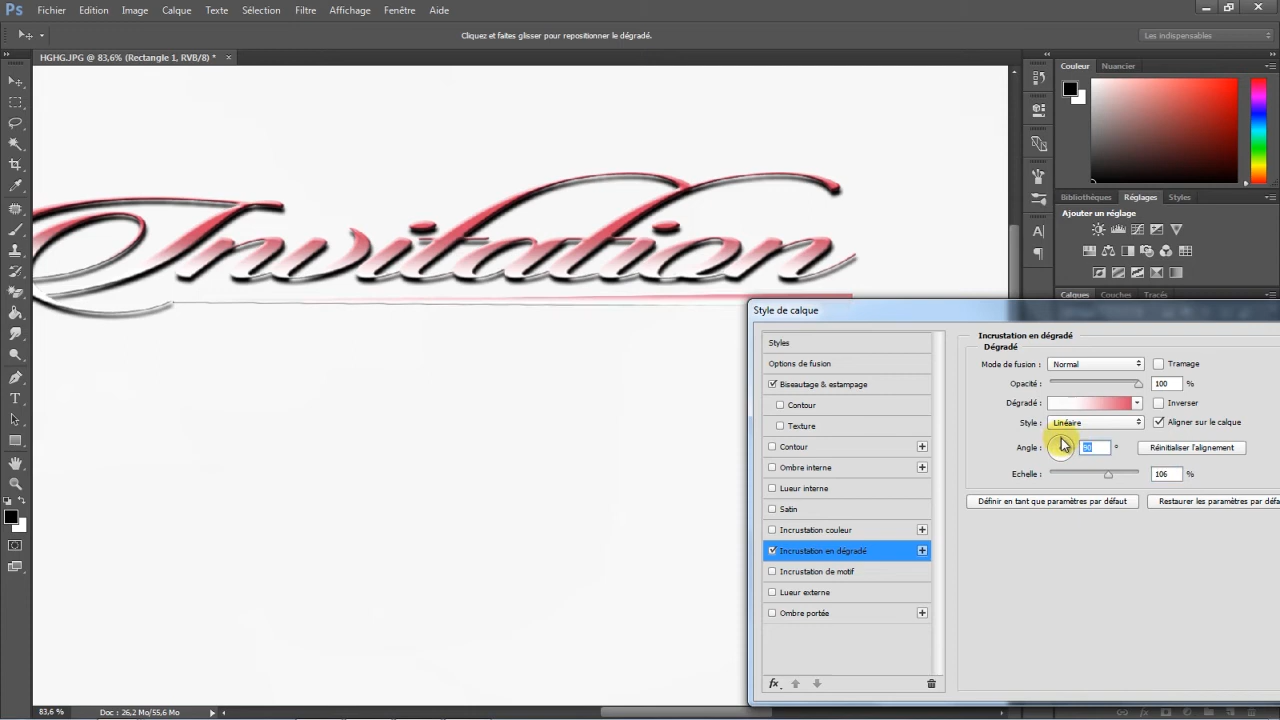 Ps Fichier Edition Image Calque Texte Sélection Filtre Affichage Fenêtre Aide
Cliquez et faites glisser pour repositionner le dégradé.
Les indispensables
HGHG.JPG @ 83,6% (Rectangle 1, RVB/8) *
Couleur Nuancier
Invitation
Bibliothèques Réglages Styles
Ajouter un réglage
Calques Couches Tracés
Style de calque
Styles
Options de fusion
Biseautage & estampage
Contour
Texture
Contour
Ombre interne
Lueur interne
Satin
Incrustation couleur
Incrustation en dégradé
Incrustation de motif
Lueur externe
Ombre portée
fx
Incrustation en dégradé
Dégradé
Mode de fusion : Normal Tramage
Opacité : 100 %
Dégradé : Inverser
Style : Linéaire Aligner sur le calque
Angle : 90 ° Réinitialiser l'alignement
Echelle : 106 %
Définir en tant que paramètres par défaut Restaurer les paramètres par défa
83,6 % Doc : 26,2 Mo/55,6 Mo